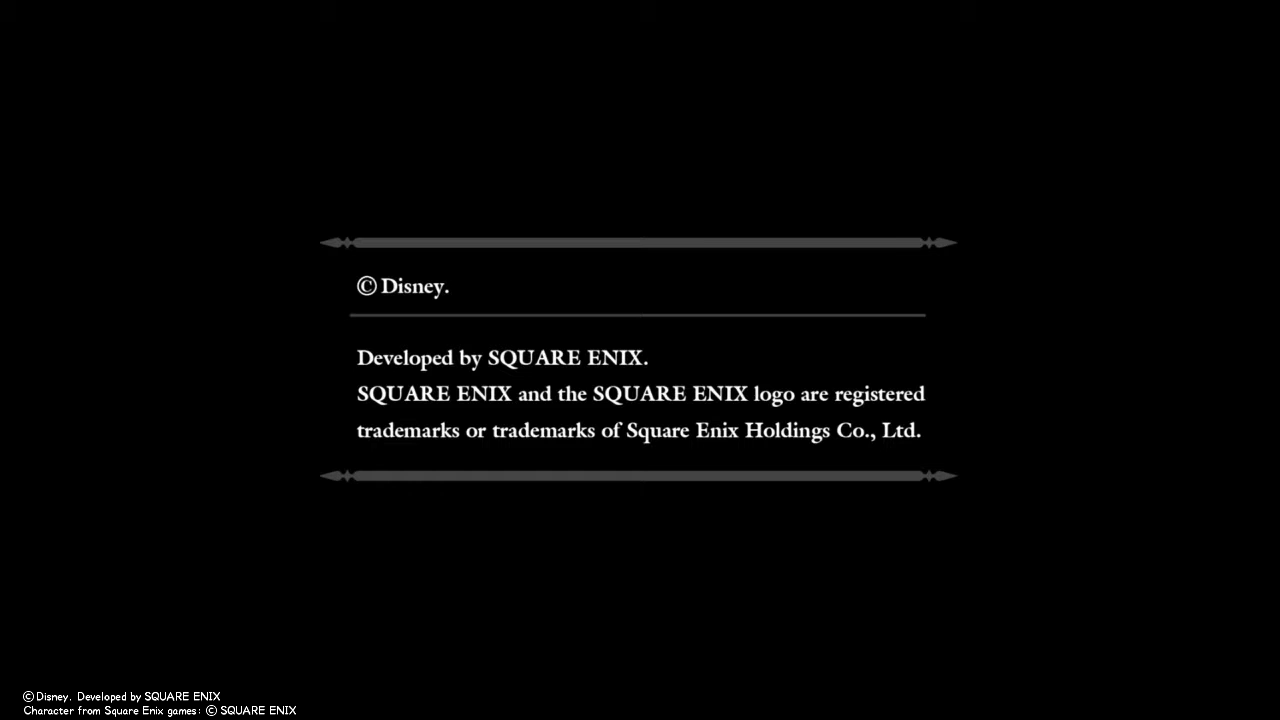 © Disney.
Developed by SQUARE ENIX.
SQUARE ENIX and the SQUARE ENIX logo are registered
trademarks or trademarks of Square Enix Holdings Co., Ltd.
© Disney. Developed by SQUARE ENIX
Character from Square Enix games: © SQUARE ENIX